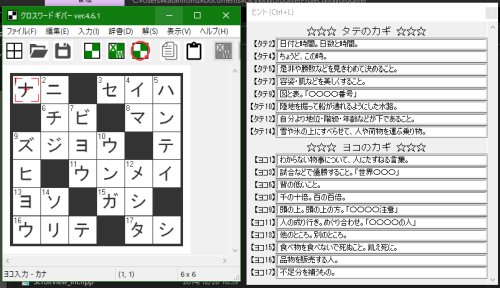 クロスワードギバー ver.4.6.1
ファイル(F) 編集(E) 入力(I) 辞書(D) 解(S) 表示(V) ヘルプ(H)
1ナ 2ニ 3セ 4イ 5ハ
6チ 7ビ マ ン
8ズ ジ 9ヨ 10ウ テ
ヒ 11ウ 12ン メ イ
13ヨ 14ソ 15ガ シ
16ウ リ テ 17タ シ
ヨコ入力 - カナ (1, 1) 6 x 6
ヒント (Ctrl+L)
☆☆☆ タテのカギ ☆☆☆
【タテ2】日付と時間。日数と時間。
【タテ4】ちょうど、この時。
【タテ5】是非や勝敗などを見きわめて決めること。
【タテ7】容姿・肌などを美しくすること。
【タテ8】図と表。「○○○○番号」
【タテ10】陸地を掘って船が通れるようにした水路。
【タテ12】自分より地位・階級・年齢などが下であること。
【タテ14】雪や氷の上にすべらせて、人や荷物を運ぶ乗り物。
☆☆☆ ヨコのカギ ☆☆☆
【ヨコ1】わからない物事について、人にたずねる言葉。
【ヨコ3】試合などで優勝すること。「世界○○○」
【ヨコ6】背の低いこと。
【ヨコ8】千の十倍。百の百倍。
【ヨコ9】頭の上。頭の上の方。「○○○○注意」
【ヨコ11】人の成り行き。めぐり合わせ。「○○○○の人」
【ヨコ13】他のところ。別のところ。
【ヨコ15】食べ物を食べないで死ぬこと。飢え死に。
【ヨコ16】品物を販売する人。
【ヨコ17】不足分を補うもの。